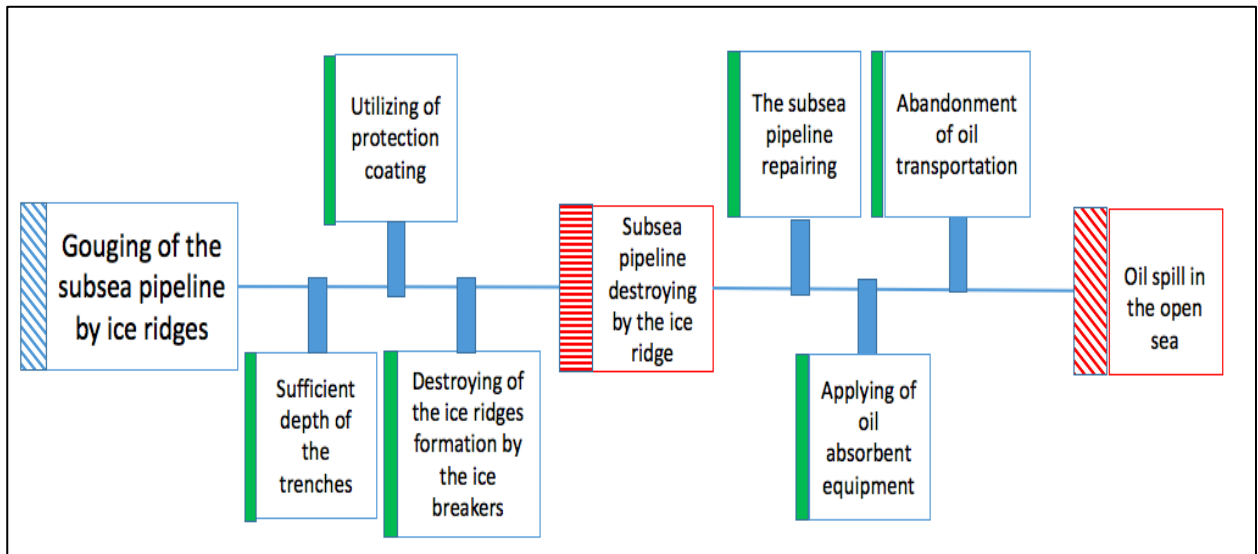 Gouging of the
subsea pipeline
by ice ridges
Sufficient
depth of
the
trenches
Utilizing of
protection
coating
Destroying of
the ice ridges
formation by
the ice
breakers
Subsea
pipeline
destroying
by the ice
ridge
The subsea
pipeline
repairing
Applying of
oil
absorbent
equipment
Abandonment
of oil
transportation
Oil spill in
the open
sea